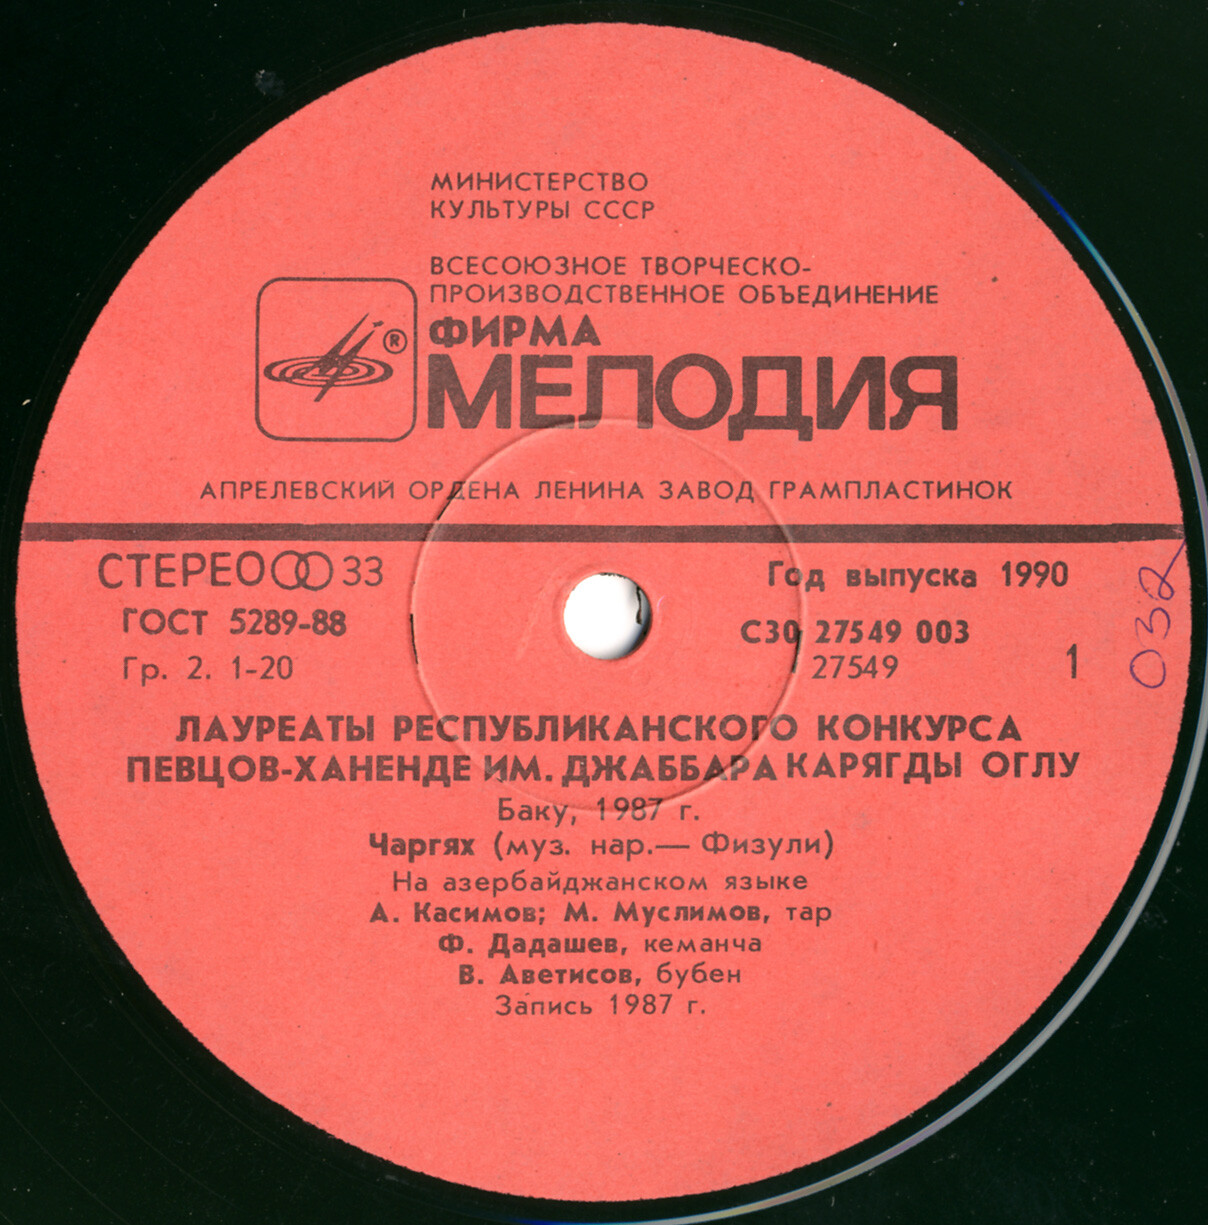 МИНИСТЕРСТВО
КУЛЬТУРЫ СССР
ВСЕСОЮЗНОЕ ТВОРЧЕСКО-
ПРОИЗВОДСТВЕННОЕ ОБЪЕДИНЕНИЕ
®
ФИРМА
МЕЛОДИЯ
АПРЕЛЕВСКИЙ ОРДЕНА ЛЕНИНА ЗАВОД ГРАМПЛАСТИНОК
СТЕРЕО 33
Год выпуска 1990
ГОСТ 5289-88
С30 27549 003
Гр. 2. 1-20
27549
1
032
ЛАУРЕАТЫ РЕСПУБЛИКАНСКОГО КОНКУРСА
ПЕВЦОВ-ХАНЕНДЕ ИМ. ДЖАББАРА КАРЯГДЫ ОГЛУ
Баку, 1987 г.
Чаргях (муз. нар.— Физули)
На азербайджанском языке
А. Касимов; М. Муслимов, тар
Ф. Дадашев, кеманча
В. Аветисов, бубен
Запись 1987 г.